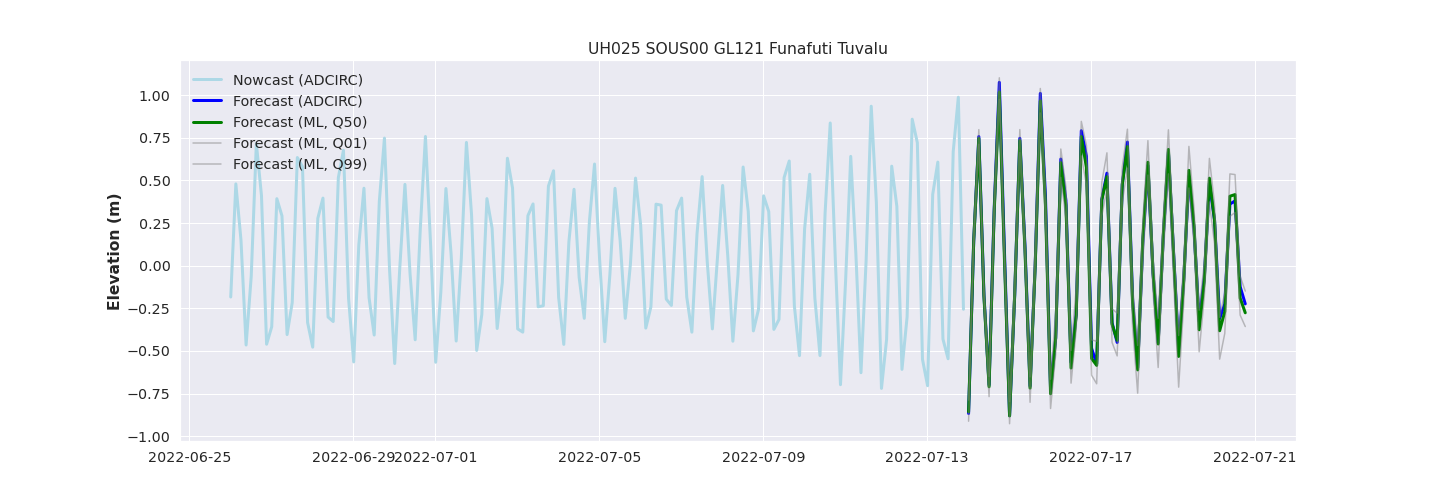 UH025 SOUS00 GL121 Funafuti Tuvalu
Nowcast (ADCIRC)
Forecast (ADCIRC)
Forecast (ML, Q50)
Forecast (ML, Q01)
Forecast (ML, Q99)
Elevation (m)
1.00
0.75
0.50
0.25
0.00
−0.25
−0.50
−0.75
−1.00
2022-06-25 2022-06-29 2022-07-01 2022-07-05 2022-07-09 2022-07-13 2022-07-17 2022-07-21